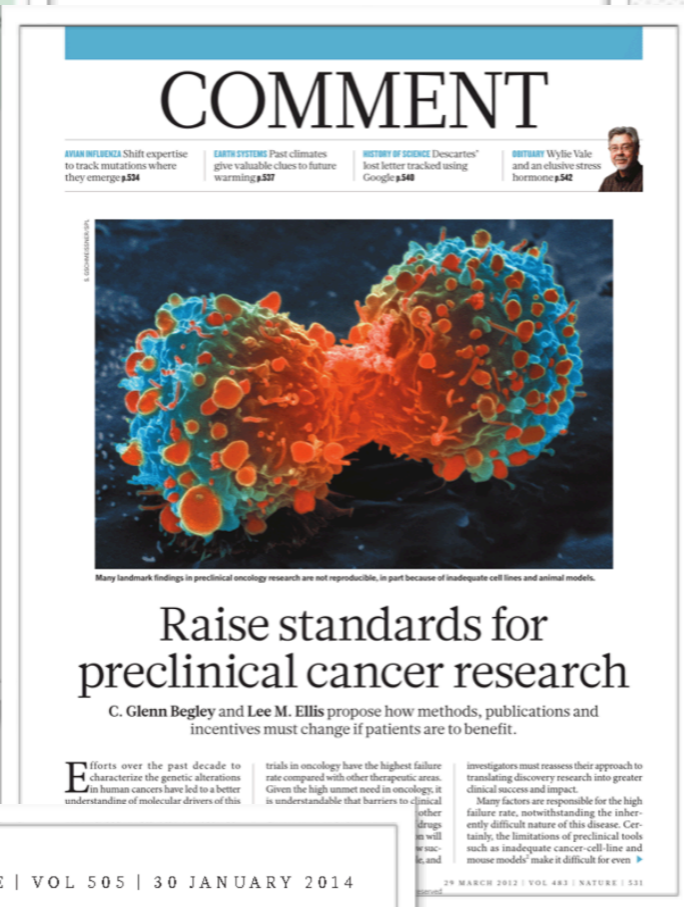 COMMENT
AVIAN INFLUENZA Shift expertise
to track mutations where
they emerge p.534
EARTH SYSTEMS Past climates
give valuable clues to future
warming p.537
HISTORY OF SCIENCE Descartes'
lost letter tracked using
Google p.540
OBITUARY Wylie Vale
and an elusive stress
hormone p.542
S. GSCHMEISSNER/SPL
Many landmark findings in preclinical oncology research are not reproducible, in part because of inadequate cell lines and animal models.
Raise standards for
preclinical cancer research
C. Glenn Begley and Lee M. Ellis propose how methods, publications and
incentives must change if patients are to benefit.
Efforts over the past decade to
characterize the genetic alterations
in human cancers have led to a better
understanding of molecular drivers of this
trials in oncology have the highest failure
rate compared with other therapeutic areas.
Given the high unmet need in oncology, it
is understandable that barriers to clinical
other
drugs
will
and
investigators must reassess their approach to
translating discovery research into greater
clinical success and impact.
Many factors are responsible for the high
failure rate, notwithstanding the inher-
ently difficult nature of this disease. Cer-
tainly, the limitations of preclinical tools
such as inadequate cancer-cell-line and
mouse models² make it difficult for even
29 MARCH 2012 | VOL 483 | NATURE | 531
reserved
E | VOL 505 | 30 JANUARY 2014